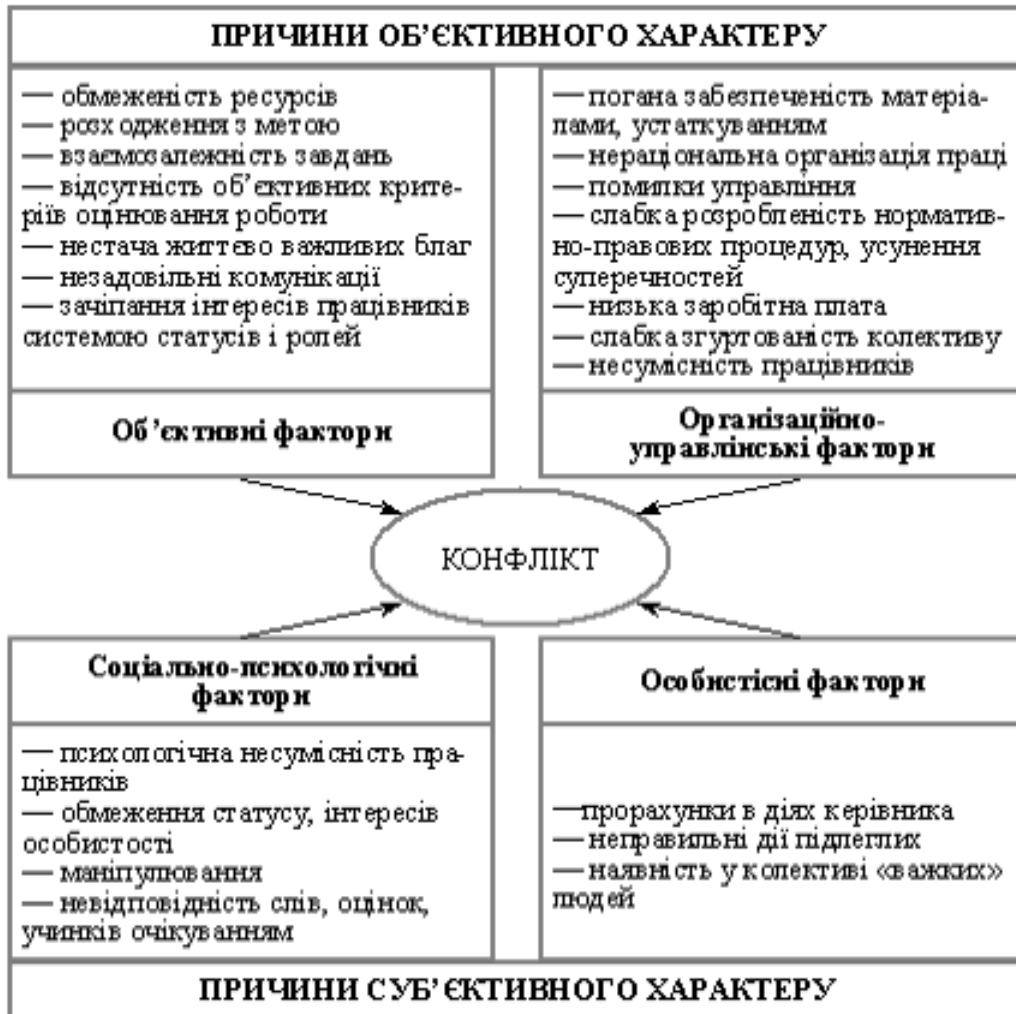 ПРИЧИНИ ОБ’ЄКТИВНОГО ХАРАКТЕРУ
— обмеженість ресурсів
— розходження з метою
— взаємозалежність завдань
— відсутність об’єктивних крите-
ріїв оцінювання роботи
— нестача життєво важливих благ
— незадовільні комунікації
— зачіпання інтересів працівників
системою статусів і ролей
Об’єктивні фактори
— погана забезпеченість матеріа-
лами, устаткуванням
— нераціональна організація праці
— помилки управління
— слабка розробленість норматив-
но-правових процедур, усунення
суперечностей
— низька заробітна плата
— слабка згуртованість колективу
— несумісність працівників
Організаційно-
управлінські фактори
КОНФЛІКТ
Соціально-психологічні
фактори
— психологічна несумісність пра-
цівників
— обмеження статусу, інтересів
особистості
— маніпулювання
— невідповідність слів, оцінок,
учинків очікуванням
Особистісні фактори
—прорахунки в діях керівника
— неправильні дії підлеглих
— наявність у колективі «важких»
людей
ПРИЧИНИ СУБ’ЄКТИВНОГО ХАРАКТЕРУ